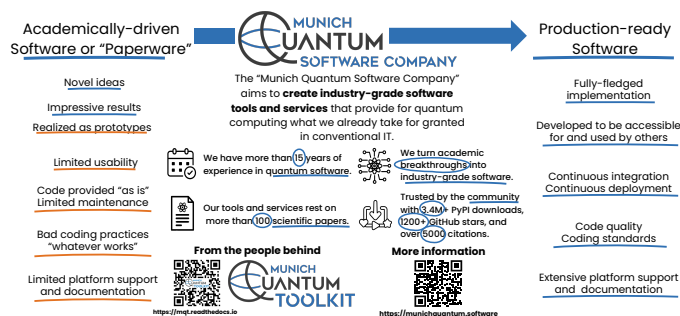 Academically-driven
Software or “Paperware”
Novel ideas
Impressive results
Realized as prototypes
Limited usability
Code provided “as is”
Limited maintenance
Bad coding practices
“whatever works”
Limited platform support
and documentation
MUNICH
QUANTUM
SOFTWARE COMPANY
The “Munich Quantum Software Company”
aims to create industry-grade software
tools and services that provide for quantum
computing what we already take for granted
in conventional IT.
We have more than 15 years of
experience in quantum software.
We turn academic
breakthroughs into
industry-grade software.
Our tools and services rest on
more than 100 scientific papers.
Trusted by the community
with 3.4M+ PyPI downloads,
1200+ GitHub stars, and
over 5000 citations.
From the people behind
MUNICH
QUANTUM
TOOLKIT
https://mqt.readthedocs.io
More information
https://munichquantum.software
Production-ready
Software
Fully-fledged
implementation
Developed to be accessible
for and used by others
Continuous integration
Continuous deployment
Code quality
Coding standards
Extensive platform support
and documentation